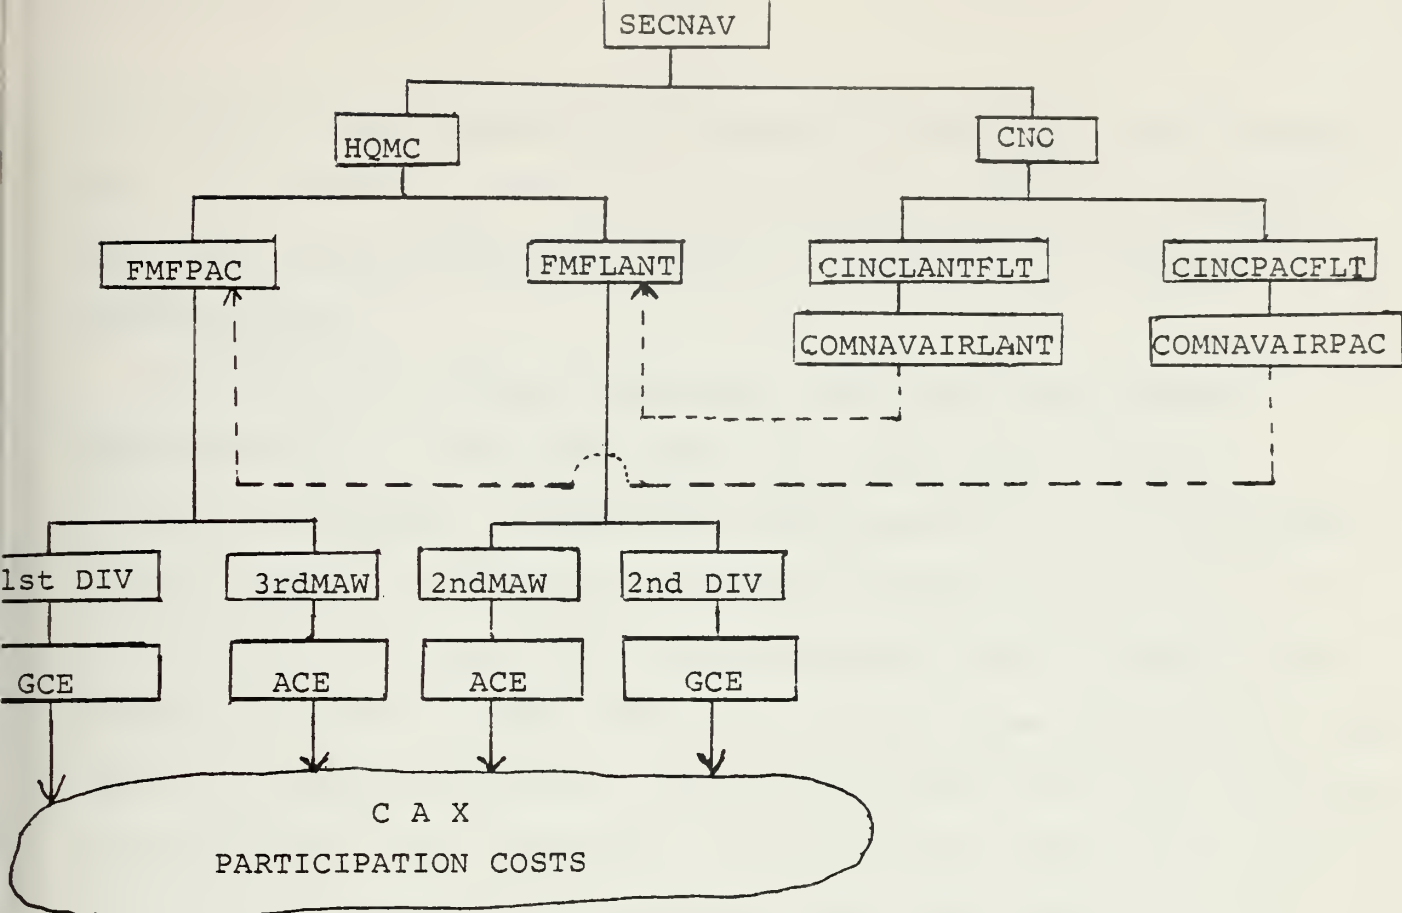 SECNAV
HQMC
CNO
FMFPAC
FMFLANT
CINCLANTFLT
CINCPACFLT
COMNAVAIRLANT
COMNAVAIRPAC
1st DIV
3rdMAW
2ndMAW
2nd DIV
GCE
ACE
ACE
GCE
C A X
PARTICIPATION COSTS